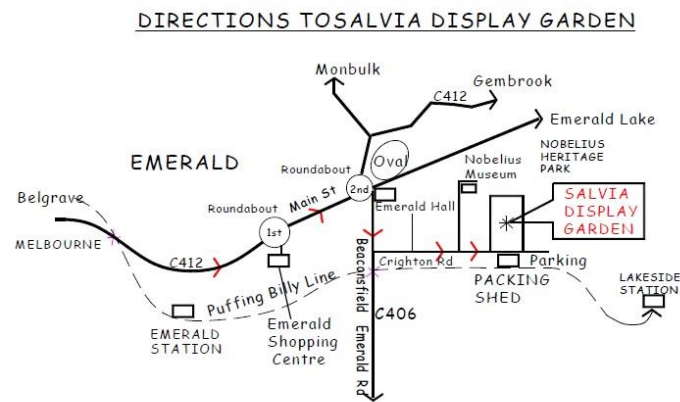 DIRECTIONS TOSALVIA DISPLAY GARDEN
Monbulk
C412
Gembrook
Emerald Lake
EMERALD
Oval
Roundabout
2nd
NOBELIUS
HERITAGE
PARK
Nobelius
Museum
Belgrave
Roundabout
Main St
1st
Emerald Hall
SALVIA
DISPLAY
GARDEN
MELBOURNE
C412
Beaconsfield Emerald Rd
Crighton Rd
Parking
PACKING
SHED
Puffing Billy Line
LAKESIDE
STATION
EMERALD
STATION
Emerald
Shopping
Centre
C406